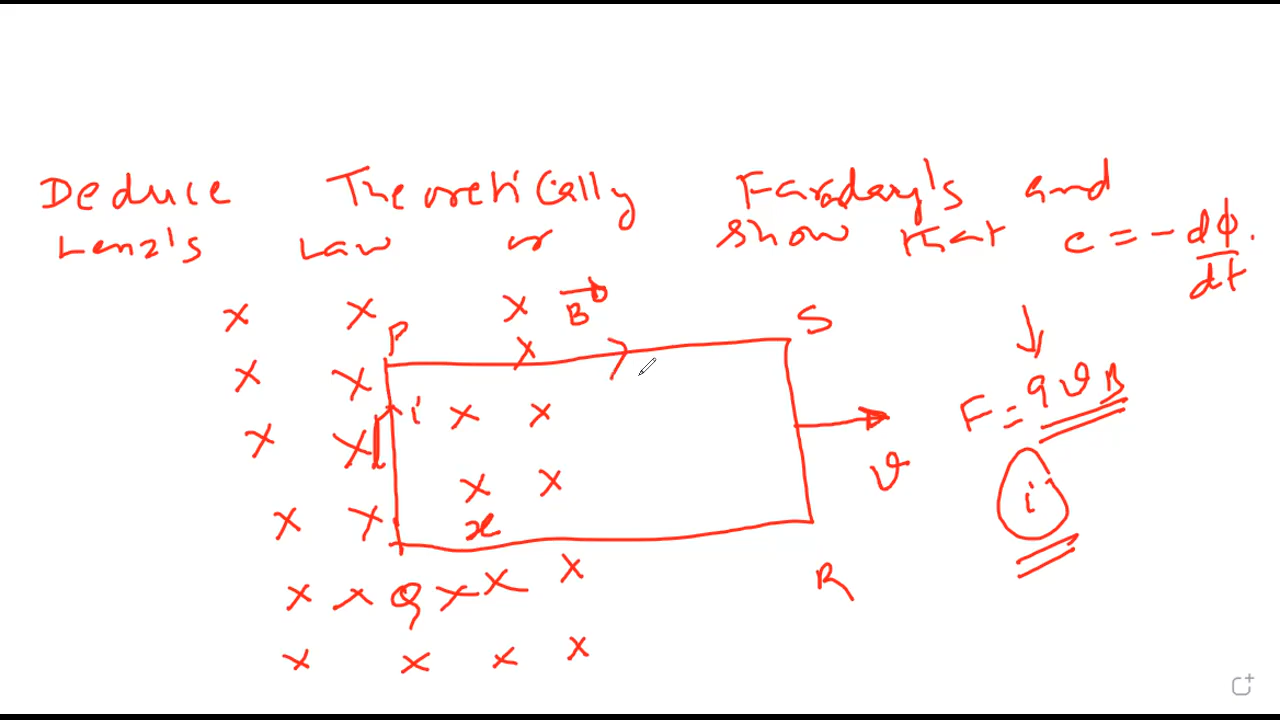 Deduce Theoretically Faraday's and
Lenz's Law or show that e = - dϕ/dt.
x x x B
P S
x
x x
i x x F = qvB
x x l
v
x x i
x x x
x x x
Q x x x R
x x x x x